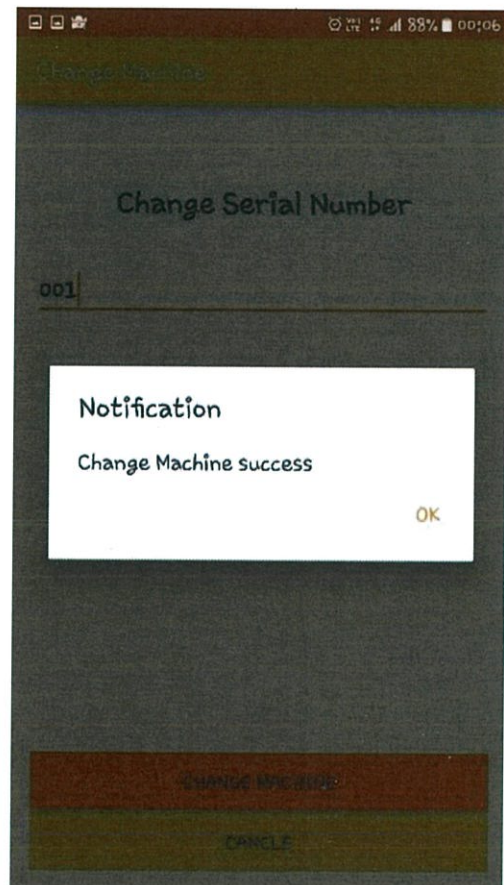 88% 00:06
Change Machine
Change Serial Number
001
Notification
Change Machine success
OK
CHANGE MACHINE
CANCLE